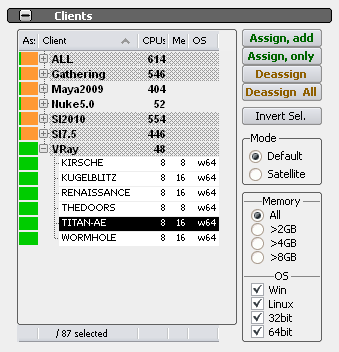 Clients
As: Client CPUs Me OS
ALL 614
Gathering 546
Maya2009 404
Nuke5.0 52
SI2010 554
SI7.5 446
VRay 48
KIRSCHE 8 8 w64
KUGELBLITZ 8 16 w64
RENAISSANCE 8 8 w64
THEDOORS 8 16 w64
TITAN-AE 8 16 w64
WORMHOLE 8 16 w64
/ 87 selected
Assign, add
Assign, only
Deassign
Deassign All
Invert Sel.
Mode
Default
Satellite
Memory
All
>2GB
>4GB
>8GB
OS
Win
Linux
32bit
64bit